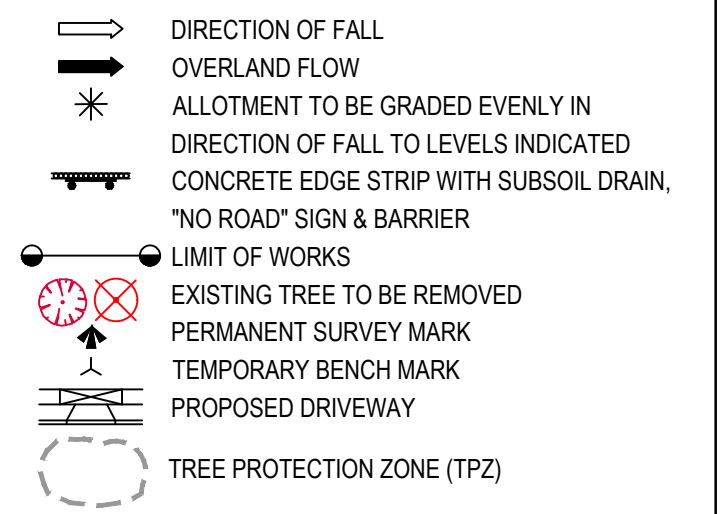 DIRECTION OF FALL
OVERLAND FLOW
ALLOTMENT TO BE GRADED EVENLY IN
DIRECTION OF FALL TO LEVELS INDICATED
CONCRETE EDGE STRIP WITH SUBSOIL DRAIN,
"NO ROAD" SIGN & BARRIER
LIMIT OF WORKS
EXISTING TREE TO BE REMOVED
PERMANENT SURVEY MARK
TEMPORARY BENCH MARK
PROPOSED DRIVEWAY
TREE PROTECTION ZONE (TPZ)